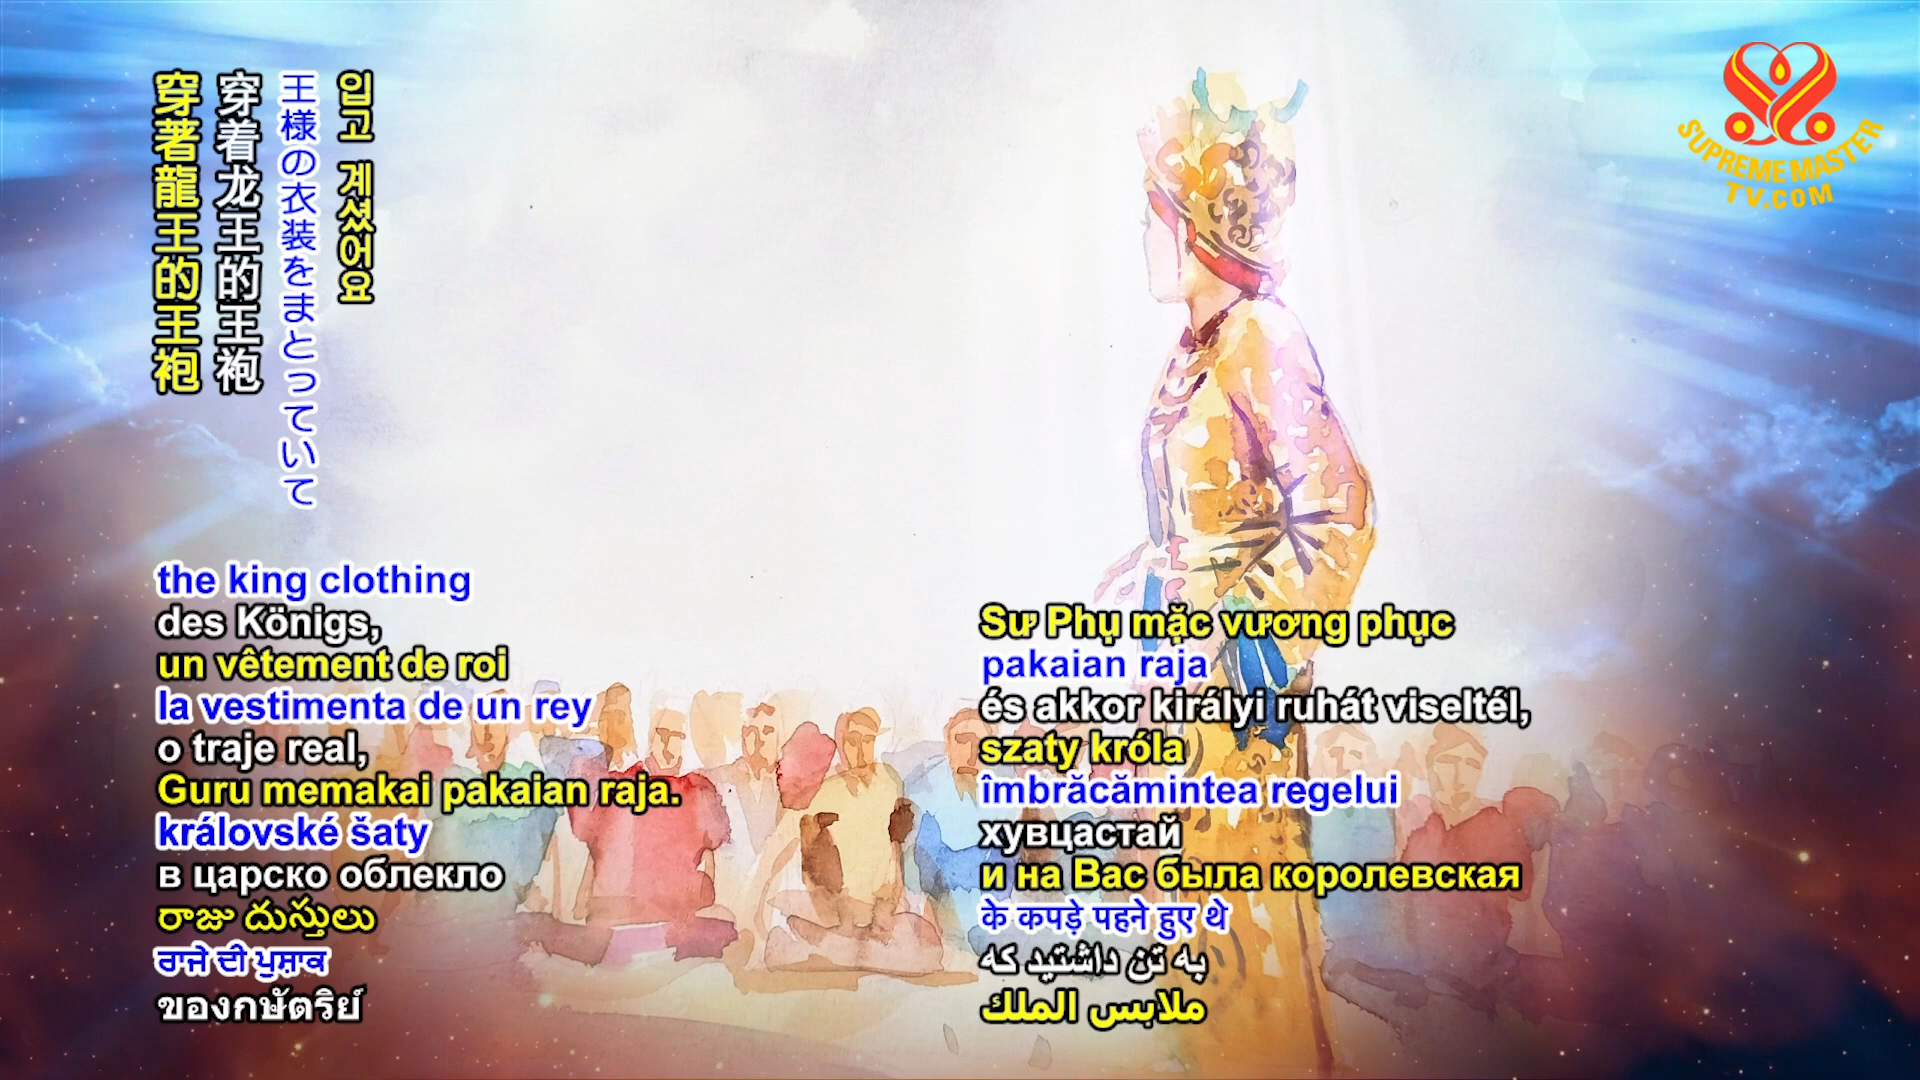 穿著龍王的王袍
穿着龙王的王袍
王様の衣装をまとっていて
입고 계셨어요
SUPREME MASTER
TV.COM
the king clothing
des Königs,
un vêtement de roi
la vestimenta de un rey
o traje real,
Guru memakai pakaian raja.
královské šaty
в царско облекло
రాజు దుస్తులు
ਰਾਜੇ ਦੀ ਪੁਸ਼ਾਕ
ของกษัตริย์
Sư Phụ mặc vương phục
pakaian raja
és akkor királyi ruhát viseltél,
szaty króla
îmbrăcămintea regelui
хувцастай
и на Вас была королевская
के कपड़े पहने हुए थे
به تن داشتید که
ملابس الملك